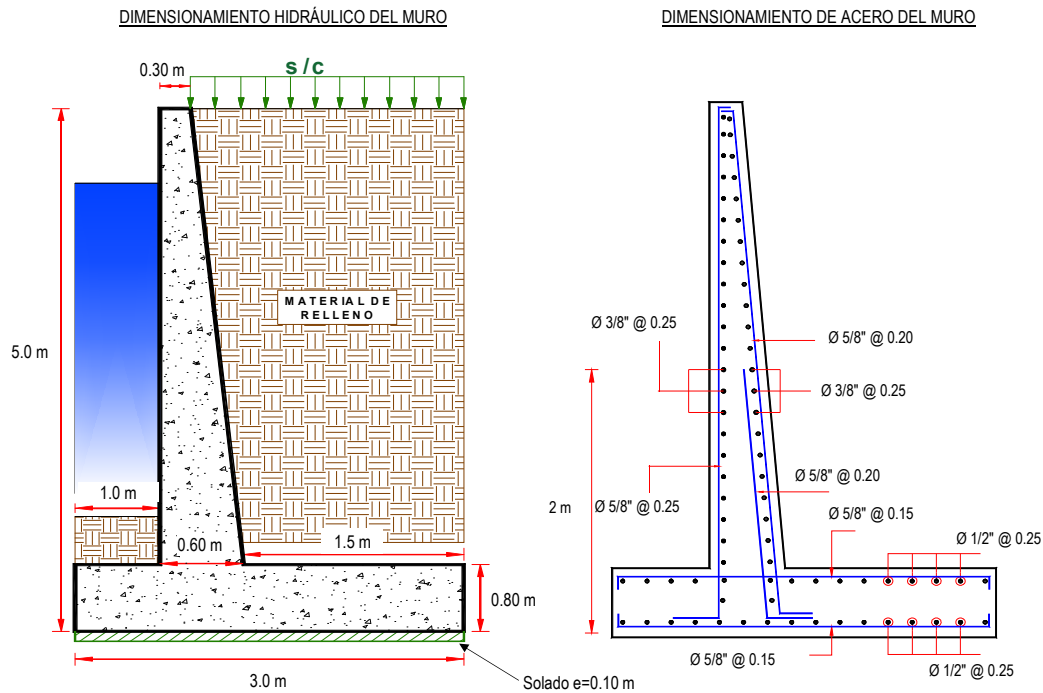 DIMENSIONAMIENTO HIDRÁULICO DEL MURO
0.30 m
s / c
MATERIAL DE
RELLENO
5.0 m
1.0 m
0.60 m
1.5 m
0.80 m
3.0 m
Solado e=0.10 m
DIMENSIONAMIENTO DE ACERO DEL MURO
Ø 3/8" @ 0.25
Ø 5/8" @ 0.20
Ø 3/8" @ 0.25
Ø 5/8" @ 0.20
2 m
Ø 5/8" @ 0.25
Ø 5/8" @ 0.15
Ø 1/2" @ 0.25
Ø 5/8" @ 0.15
Ø 1/2" @ 0.25